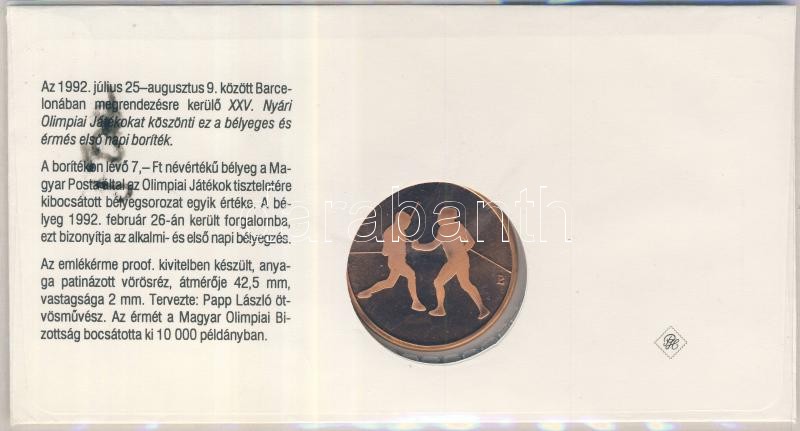 Az 1992. július 25–augusztus 9. között Barce-
lonában megrendezésre kerülő XXV. Nyári
Olimpiai Játékokat köszönti ez a bélyeges és
érmés első napi boríték.
A borítékon lévő 7,– Ft névértékű bélyeg a Ma-
gyar Posta által az Olimpiai Játékok tiszteletére
kibocsátott bélyegsorozat egyik értéke. A bé-
lyeg 1992. február 26-án került forgalomba,
ezt bizonyítja az alkalmi- és első napi bélyegzés.
Az emlékérme proof. kivitelben készült, anya-
ga patinázott vörösréz, átmérője 42,5 mm,
vastagsága 2 mm. Tervezte: Papp László öt-
vösművész. Az érmét a Magyar Olimpiai Bi-
zottság bocsátotta ki 10 000 példányban.
darabanth